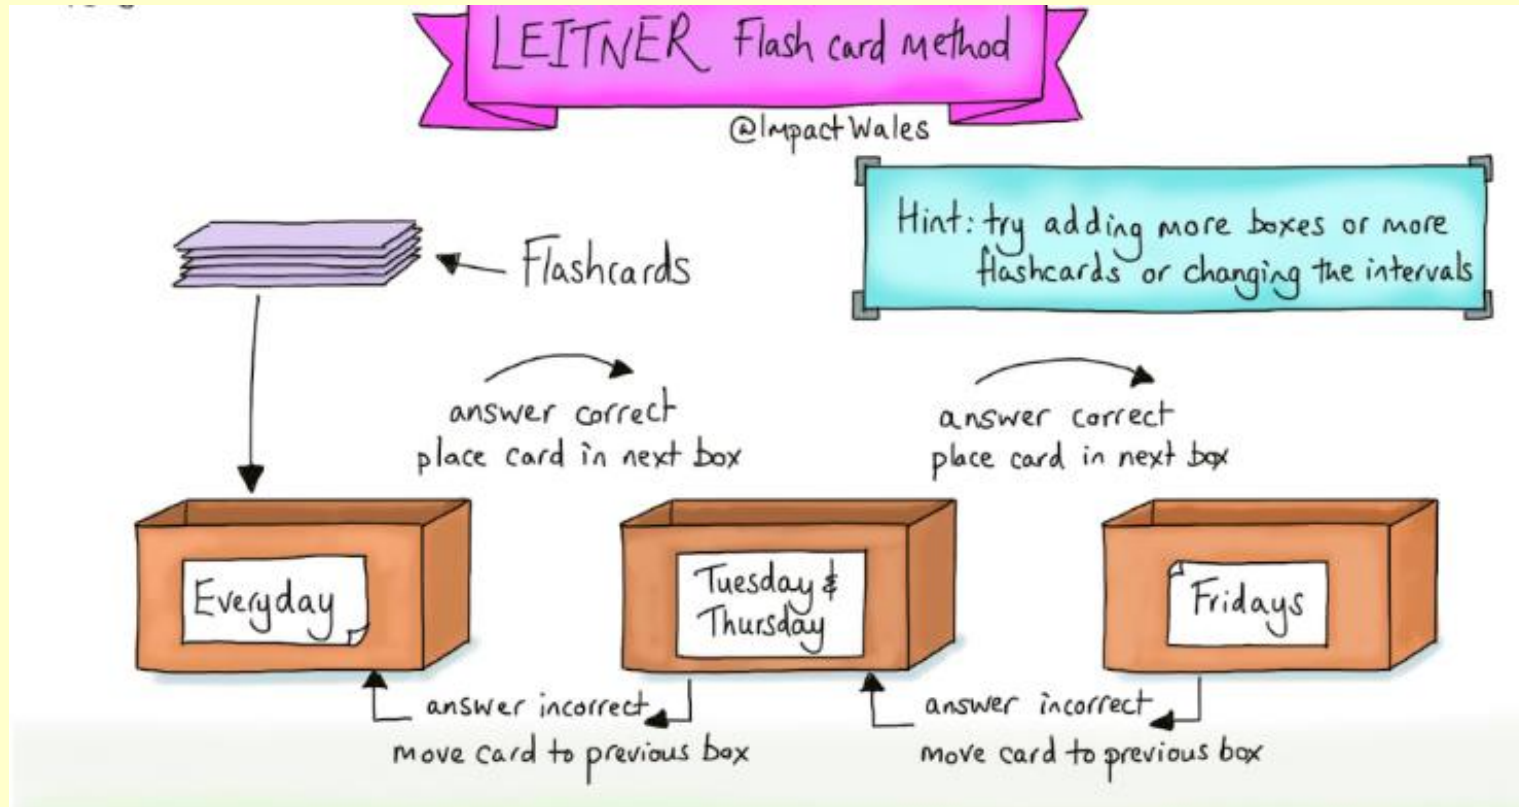 LEITNER Flash card method
@ImpactWales
Hint: try adding more boxes or more
flashcards or changing the intervals
Flashcards
answer correct
place card in next box
answer correct
place card in next box
Everyday
Tuesday &
Thursday
Fridays
answer incorrect
move card to previous box
answer incorrect
move card to previous box